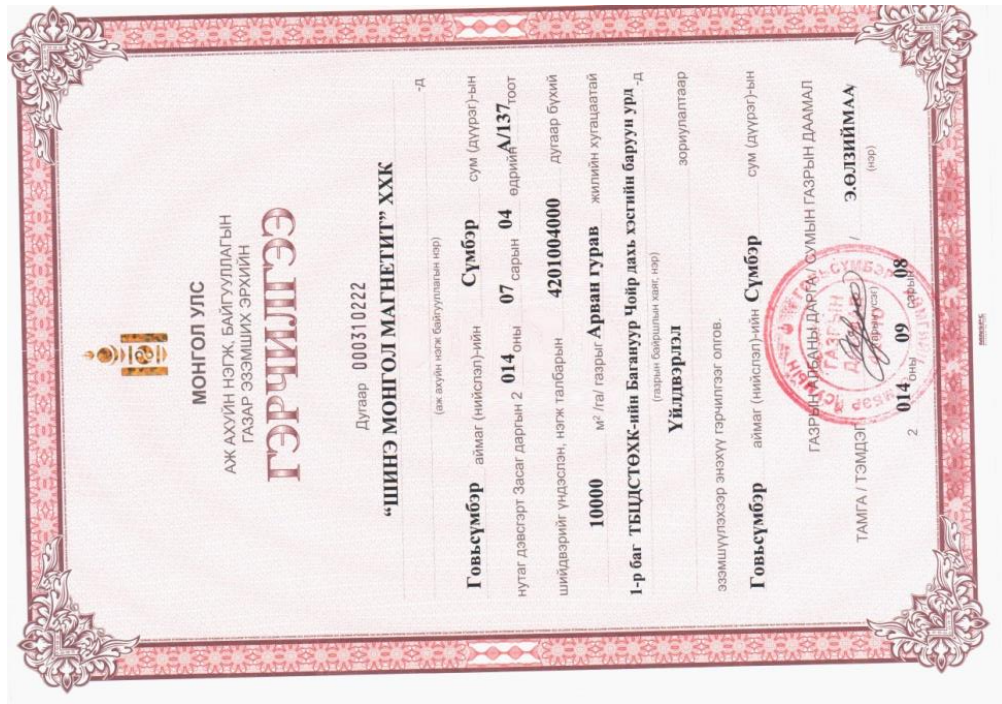 МОНГОЛ УЛС
АЖ АХУЙН НЭГЖ, БАЙГУУЛЛАГЫН
ГАЗАР ЭЗЭМШИХ ЭРХИЙН
ГЭРЧИЛГЭЭ
Дугаар 000310222
“ШИНЭ МОНГОЛ МАГНЕТИТ” ХХК -д
(аж ахуйн нэгж байгууллагын нэр)
Говьсүмбэр аймаг (нийслэл)-ийн Сүмбэр сум (дүүрэг)-ын
нутаг дэвсгэрт Засаг даргын 2 014 оны 07 сарын 04 өдрийн А/137 тоот
шийдвэрийг үндэслэн, нэгж талбарын 4201004000 дугаар бүхий
10000 м² /га/ газрыг Арван гурав жилийн хугацаатай
1-р баг ТБЦДСТӨХК-ийн Багануур Чойр дахь хэсгийн баруун урд -д
(газрын байршлын хаяг, нэр)
Үйлдвэрлэл зориулалтаар
эзэмшүүлэхээр энэхүү гэрчилгээг олгов.
Говьсүмбэр аймаг (нийслэл)-ийн Сүмбэр сум (дүүрэг)-ын
ГАЗРЫН АЛБАНЫ ДАРГА / СУМЫН ГАЗРЫН ДААМАЛ
ТАМГА / ТЭМДЭГ / Э.ӨЛЗИЙМАА
(гарын үсэг) (нэр)
2 014 оны 09 сарын 08